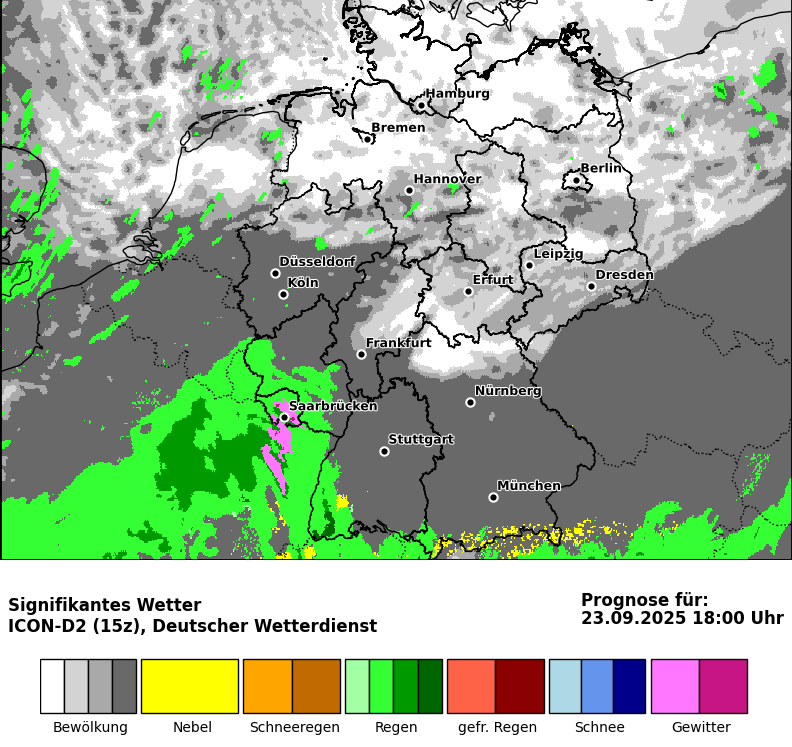 Hamburg
Bremen
Berlin
Hannover
Leipzig
Düsseldorf
Dresden
Köln
Erfurt
Frankfurt
Nürnberg
Saarbrücken
Stuttgart
München
Signifikantes Wetter
ICON-D2 (15z), Deutscher Wetterdienst
Prognose für:
23.09.2025 18:00 Uhr
Bewölkung Nebel Schneeregen Regen gefr. Regen Schnee Gewitter